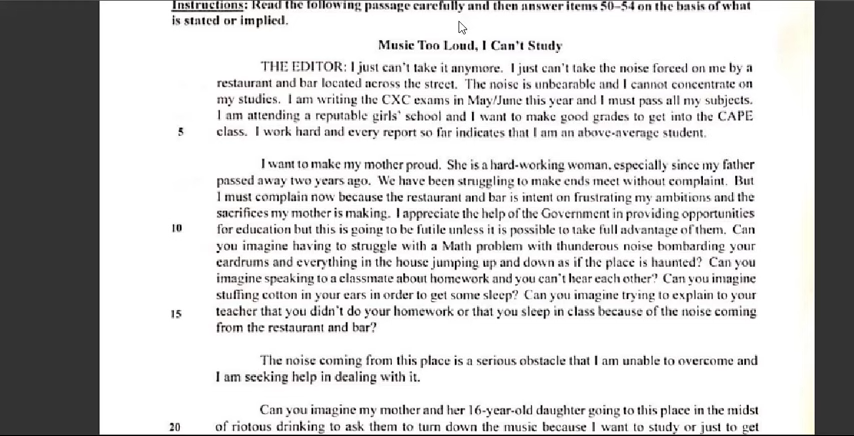 Instructions: Read the following passage carefully and then answer items 50–54 on the basis of what
is stated or implied.
Music Too Loud, I Can't Study
THE EDITOR: I just can't take it anymore. I just can't take the noise forced on me by a
restaurant and bar located across the street. The noise is unbearable and I cannot concentrate on
my studies. I am writing the CXC exams in May/June this year and I must pass all my subjects.
I am attending a reputable girls' school and I want to make good grades to get into the CAPE
5 class. I work hard and every report so far indicates that I am an above-average student.
I want to make my mother proud. She is a hard-working woman, especially since my father
passed away two years ago. We have been struggling to make ends meet without complaint. But
I must complain now because the restaurant and bar is intent on frustrating my ambitions and the
sacrifices my mother is making. I appreciate the help of the Government in providing opportunities
10 for education but this is going to be futile unless it is possible to take full advantage of them. Can
you imagine having to struggle with a Math problem with thunderous noise bombarding your
eardrums and everything in the house jumping up and down as if the place is haunted? Can you
imagine speaking to a classmate about homework and you can't hear each other? Can you imagine
stuffing cotton in your ears in order to get some sleep? Can you imagine trying to explain to your
15 teacher that you didn't do your homework or that you sleep in class because of the noise coming
from the restaurant and bar?
The noise coming from this place is a serious obstacle that I am unable to overcome and
I am seeking help in dealing with it.
Can you imagine my mother and her 16-year-old daughter going to this place in the midst
20 of riotous drinking to ask them to turn down the music because I want to study or just to get